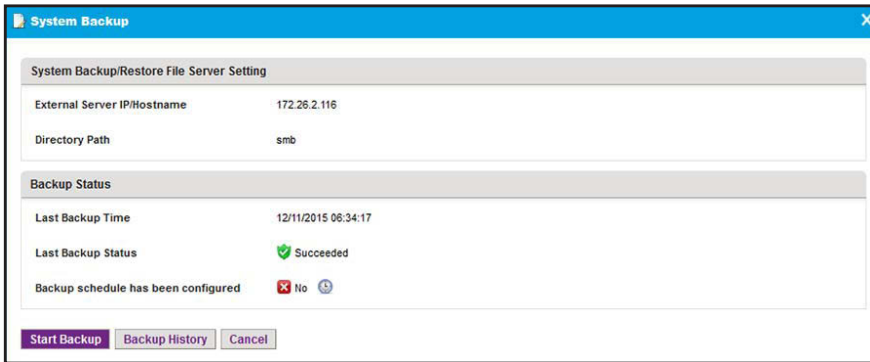 System Backup
System Backup/Restore File Server Setting
External Server IP/Hostname 172.26.2.116
Directory Path smb
Backup Status
Last Backup Time 12/11/2015 06:34:17
Last Backup Status Succeeded
Backup schedule has been configured No
Start Backup Backup History Cancel